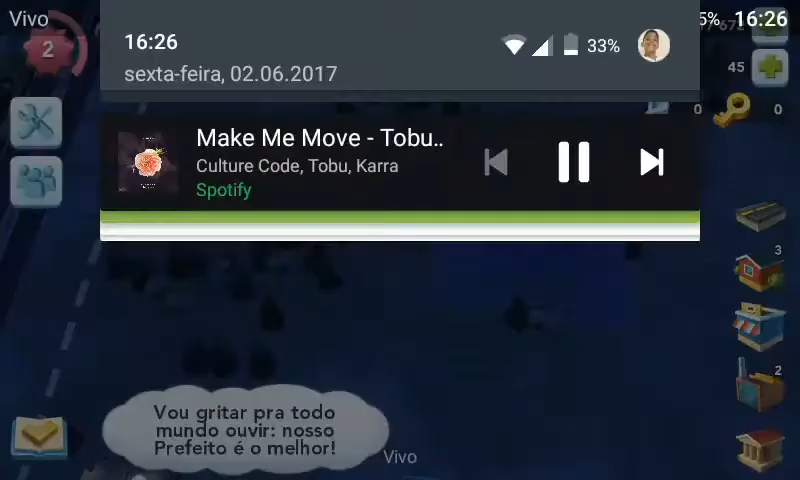 Vivo
5%
16:26
2
16:26
33%
sexta-feira, 02.06.2017
45
0
0
Make Me Move - Tobu..
Culture Code, Tobu, Karra
Spotify
3
2
Vou gritar pra todo
mundo ouvir: nosso
Prefeito é o melhor!
Vivo